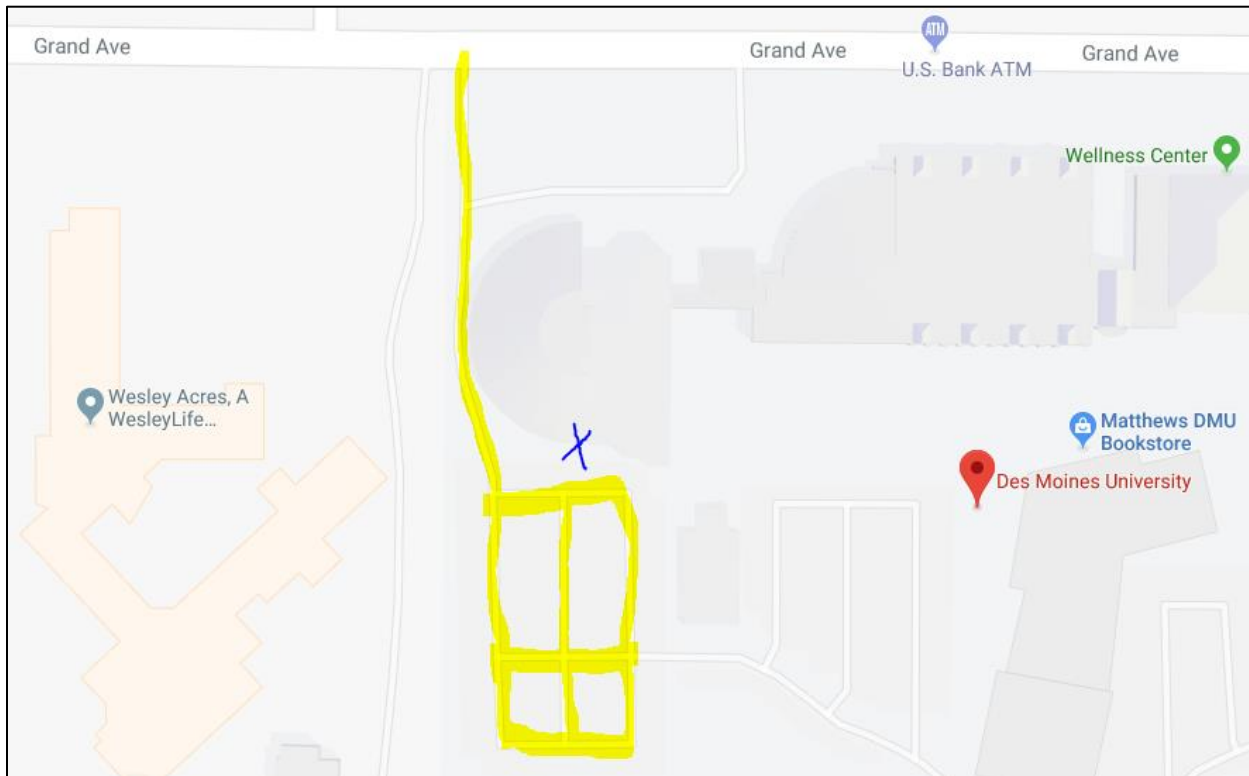 Grand Ave
Grand Ave
ATM
U.S. Bank ATM
Grand Ave
Wellness Center
Wesley Acres, A
WesleyLife...
X
Matthews DMU
Bookstore
Des Moines University